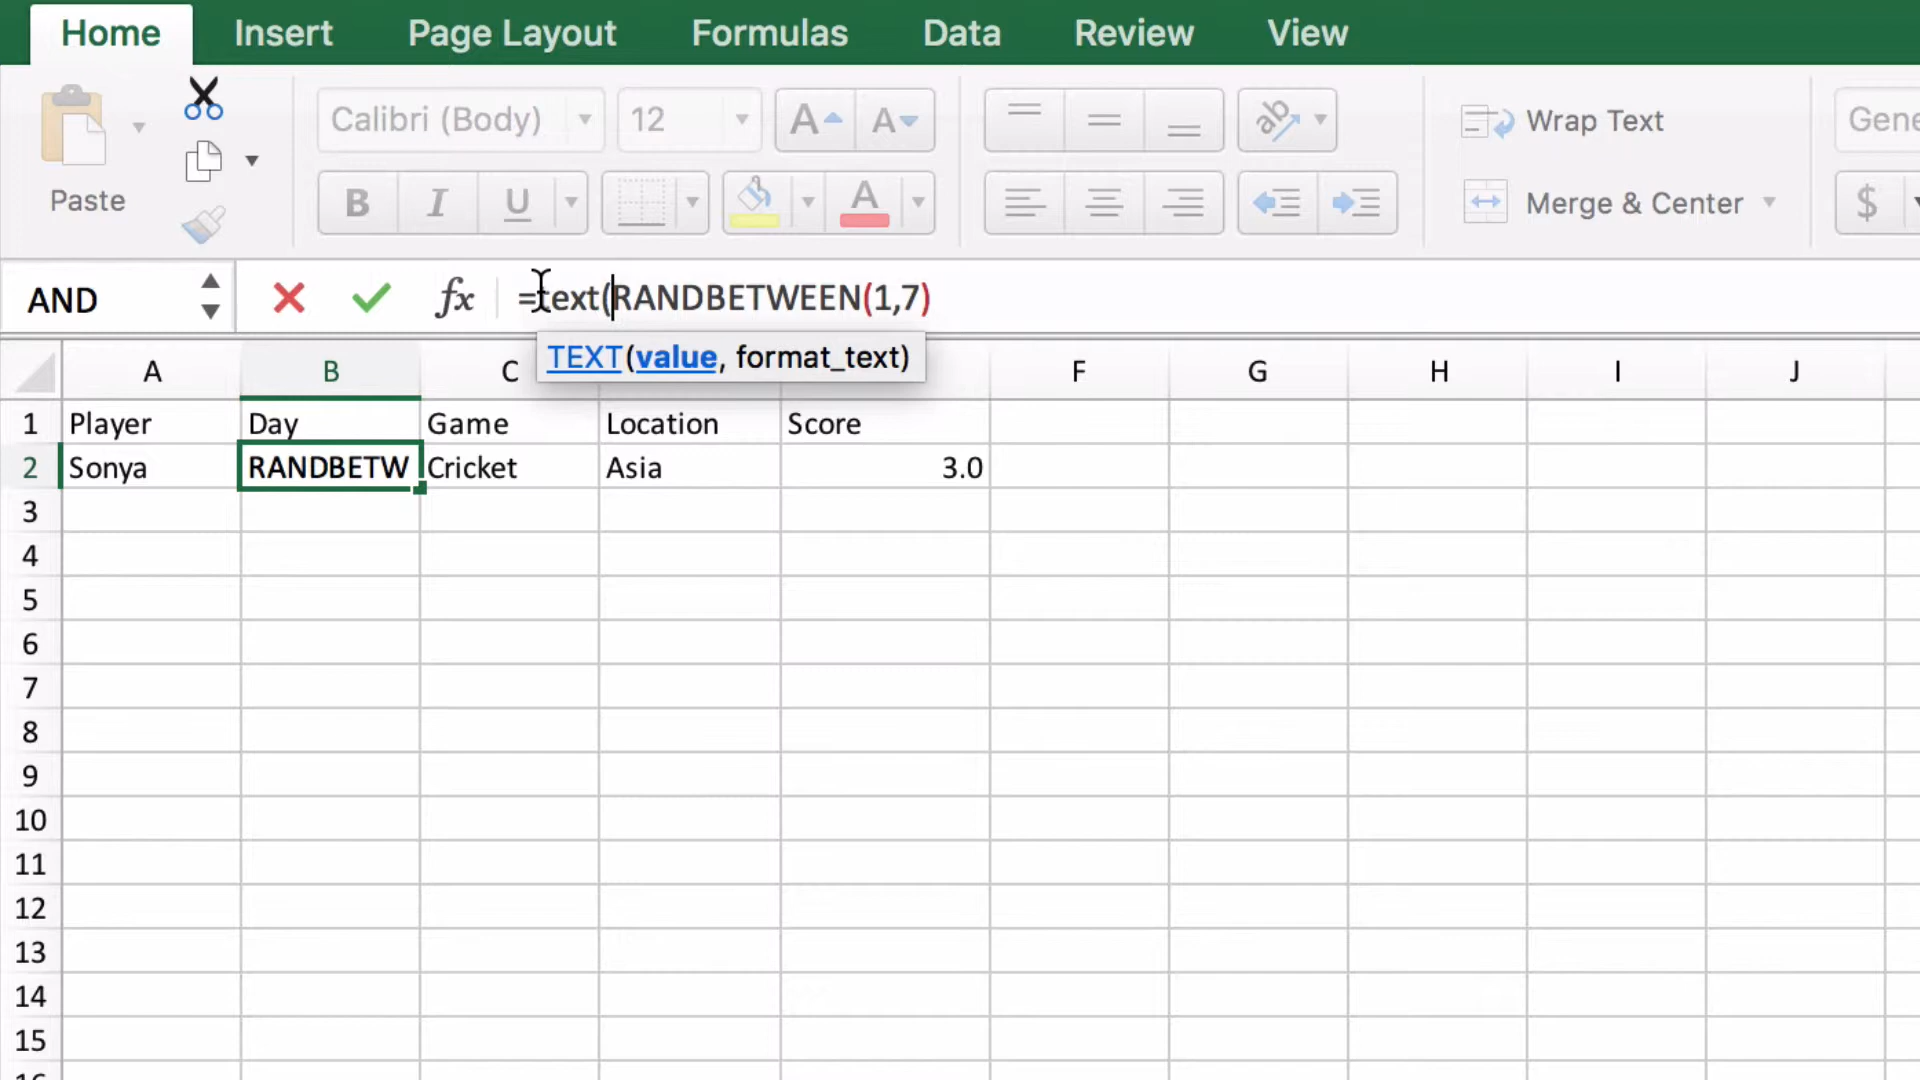 Home Insert Page Layout Formulas Data Review View
Calibri (Body) 12 A A ab Wrap Text Gene
Paste B I U A Merge & Center $
AND fx =text(RANDBETWEEN(1,7)
TEXT(value, format_text)
A B C F G H I J
1 Player Day Game Location Score
2 Sonya RANDBETW Cricket Asia 3.0
3
4
5
6
7
8
9
10
11
12
13
14
15